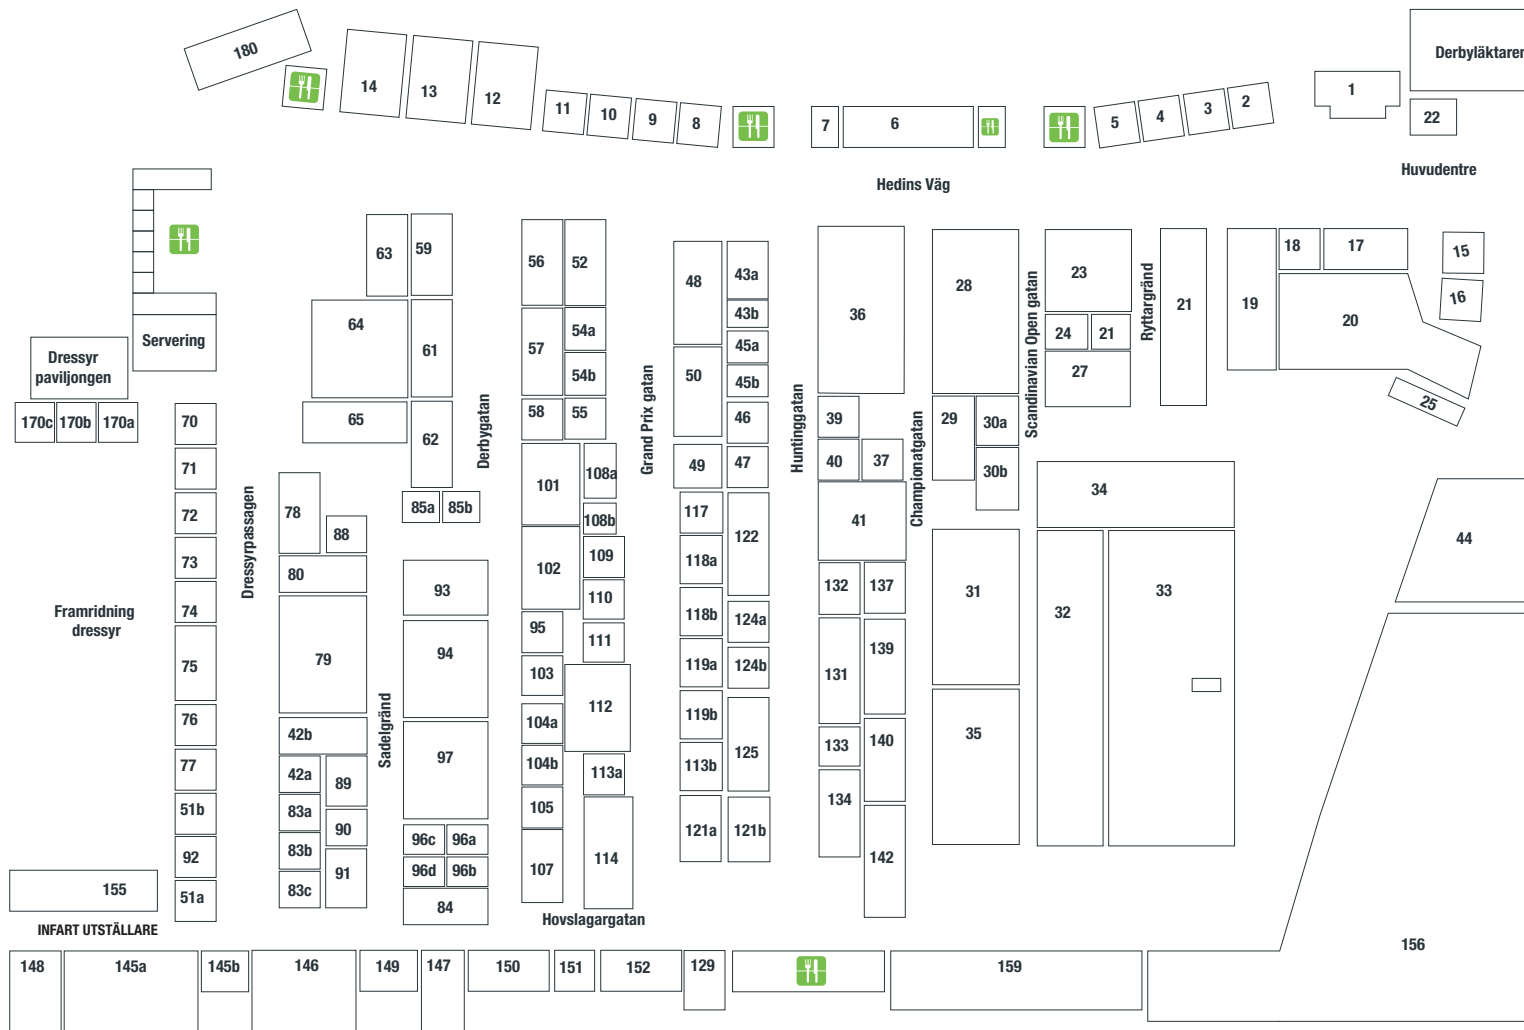 180
14
13
12
11
10
9
8
7
6
5
4
3
2
1
Derbyläktaren
22
Huvudentre
Hedins Väg
Servering
Dressyr
paviljongen
170c
170b
170a
63
59
64
61
65
62
85a
85b
Derbygatan
56
52
57
54a
54b
58
55
48
43a
43b
50
45a
45b
46
49
47
Grand Prix gatan
Huntinggatan
36
39
40
37
41
Championatgatan
28
29
30a
30b
Scandinavian Open gatan
23
24
21
27
Ryttargränd
21
19
18
17
20
15
16
25
34
32
33
44
31
35
70
71
72
73
74
75
76
77
51b
92
51a
Framridning
dressyr
Dressyrpassagen
78
88
80
79
42b
42a
89
83a
90
83b
91
83c
Sadelgränd
93
94
97
96c
96a
96d
96b
84
101
108a
108b
102
109
110
95
111
103
112
104a
104b
113a
105
107
114
Hovslagargatan
117
122
118a
118b
124a
119a
124b
119b
125
113b
121a
121b
132
137
131
139
133
140
134
142
155
INFART UTSTÄLLARE
148
145a
145b
146
149
147
150
151
152
129
159
156